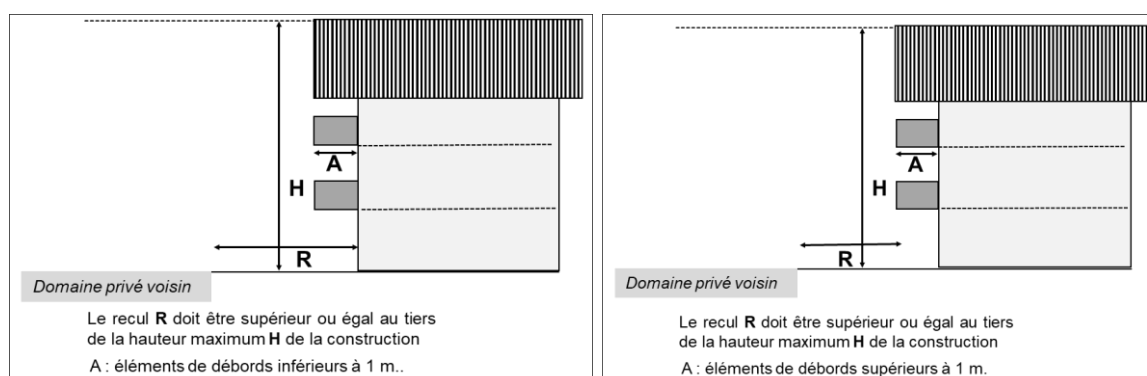 A
H
R
Domaine privé voisin
Le recul R doit être supérieur ou égal au tiers
de la hauteur maximum H de la construction
A : éléments de débords inférieurs à 1 m..
A
H
R
Domaine privé voisin
Le recul R doit être supérieur ou égal au tiers
de la hauteur maximum H de la construction
A : éléments de débords supérieurs à 1 m.